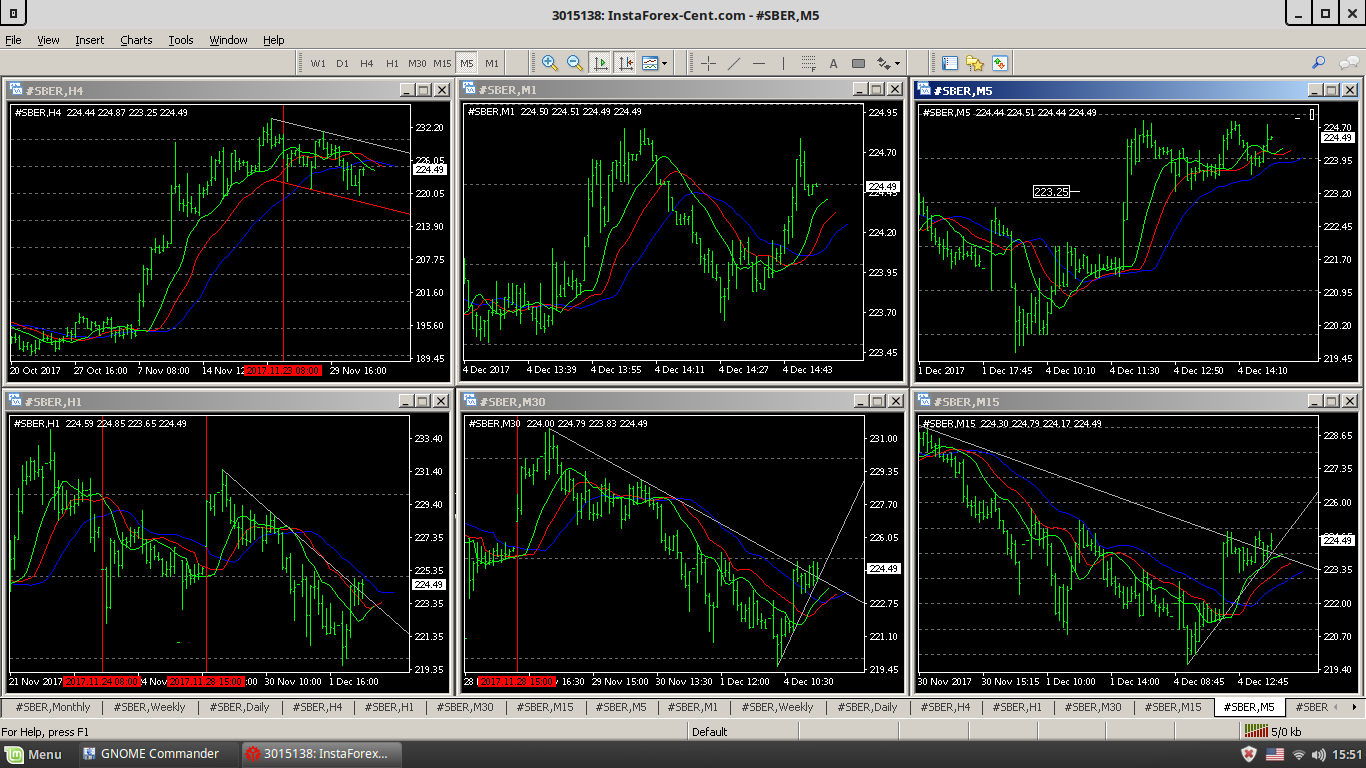 3015138: InstaForex-Cent.com - #SBER,M5
File View Insert Charts Tools Window Help
W1 D1 H4 H1 M30 M15 M5 M1
A
#SBER,H4
#SBER,H4 224.44 224.87 223.25 224.49
232.20
226.05
224.49
220.05
213.90
207.75
201.60
195.60
189.45
20 Oct 2017 27 Oct 16:00 7 Nov 08:00 14 Nov 12 2017.11.23 08:00 29 Nov 16:00
#SBER,M1
#SBER,M1 224.50 224.51 224.49 224.49
224.95
224.70
224.49
224.20
223.95
223.70
223.45
4 Dec 2017 4 Dec 13:39 4 Dec 13:55 4 Dec 14:11 4 Dec 14:27 4 Dec 14:43
#SBER,M5
#SBER,M5 224.44 224.51 224.44 224.49
224.70
224.49
223.95
223.25
223.20
222.45
221.70
220.95
220.20
219.45
1 Dec 2017 1 Dec 17:45 4 Dec 10:10 4 Dec 11:30 4 Dec 12:50 4 Dec 14:10
#SBER,H1
#SBER,H1 224.59 224.85 223.65 224.49
233.40
231.40
229.40
227.35
225.35
224.49
223.35
221.35
219.35
21 Nov 2017 2017.11.24 08:00 4 Nov 2017.11.28 15:00 :00 30 Nov 10:00 1 Dec 16:00
#SBER,M30
#SBER,M30 224.00 224.79 223.83 224.49
231.00
229.35
227.70
226.05
224.49
222.75
221.10
219.45
28 2017.11.28 15:00 16:30 29 Nov 15:00 30 Nov 13:30 1 Dec 12:00 4 Dec 10:30
#SBER,M15
#SBER,M15 224.30 224.79 224.17 224.49
228.65
227.35
226.00
224.49
223.35
222.00
220.70
219.40
30 Nov 2017 30 Nov 15:15 1 Dec 10:00 1 Dec 14:00 4 Dec 08:45 4 Dec 12:45
#SBER,Monthly #SBER,Weekly #SBER,Daily #SBER,H4 #SBER,H1 #SBER,M30 #SBER,M15 #SBER,M5 #SBER,M1 #SBER,Weekly #SBER,Daily #SBER,H4 #SBER,H1 #SBER,M30 #SBER,M15 #SBER,M5 #SBER
For Help, press F1 Default 5/0 kb
Menu GNOME Commander 3015138: InstaForex... 15:51